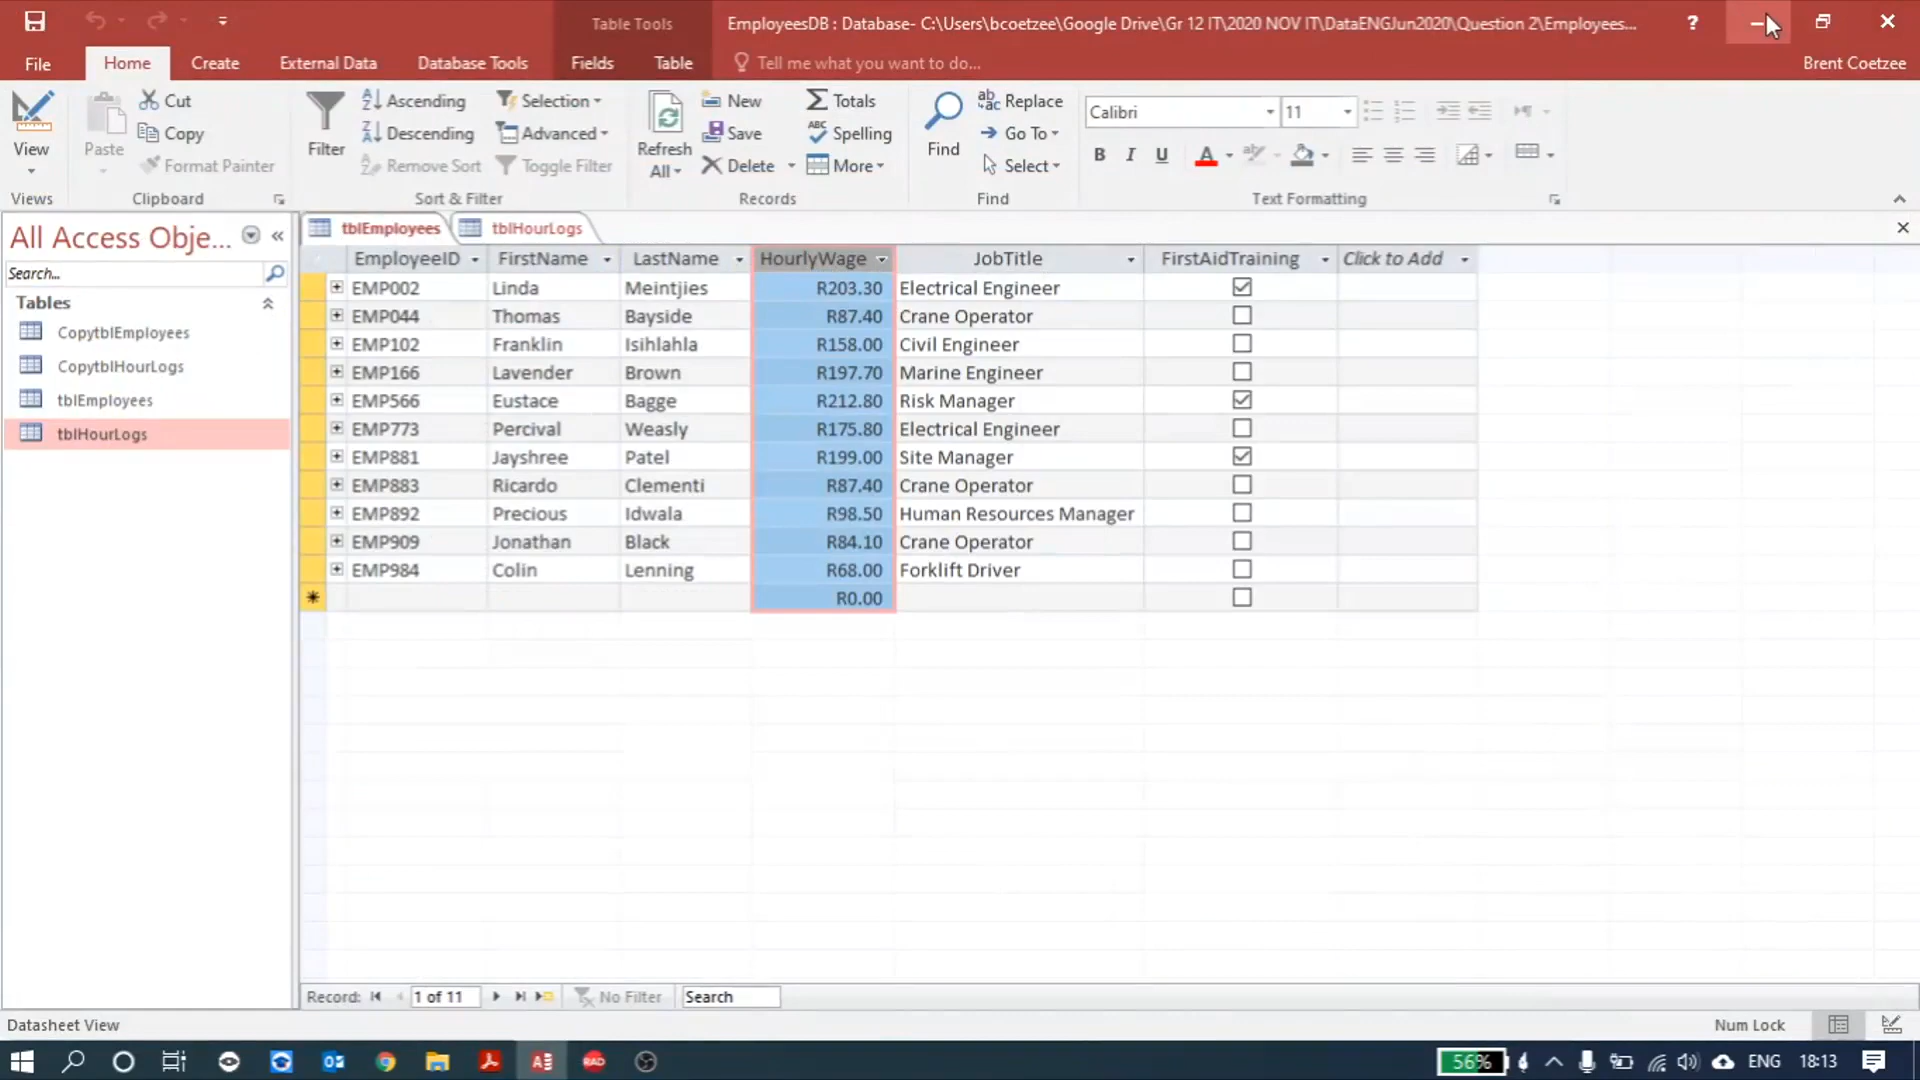 Table Tools
EmployeesDB : Database- C:\Users\bcoetzee\Google Drive\Gr 12 IT\2020 NOV IT\DataENGJun2020\Question 2\Employees...
?
File
Home
Create
External Data
Database Tools
Fields
Table
Tell me what you want to do...
Brent Coetzee
View
Paste
Cut
Copy
Format Painter
Filter
Ascending
Descending
Remove Sort
Selection
Advanced
Toggle Filter
Refresh All
New
Save
Delete
Totals
Spelling
More
Find
Replace
Go To
Select
Calibri
11
B I U
Views
Clipboard
Sort & Filter
Records
Find
Text Formatting
All Access Obje...
Search...
Tables
CopytblEmployees
CopytblHourLogs
tblEmployees
tblHourLogs
tblEmployees
tblHourLogs
EmployeeID FirstName LastName HourlyWage JobTitle FirstAidTraining Click to Add
EMP002 Linda Meintjies R203.30 Electrical Engineer
EMP044 Thomas Bayside R87.40 Crane Operator
EMP102 Franklin Isihlahla R158.00 Civil Engineer
EMP166 Lavender Brown R197.70 Marine Engineer
EMP566 Eustace Bagge R212.80 Risk Manager
EMP773 Percival Weasly R175.80 Electrical Engineer
EMP881 Jayshree Patel R199.00 Site Manager
EMP883 Ricardo Clementi R87.40 Crane Operator
EMP892 Precious Idwala R98.50 Human Resources Manager
EMP909 Jonathan Black R84.10 Crane Operator
EMP984 Colin Lenning R68.00 Forklift Driver
R0.00
Record: 1 of 11 No Filter Search
Datasheet View
Num Lock
56%
ENG
18:13